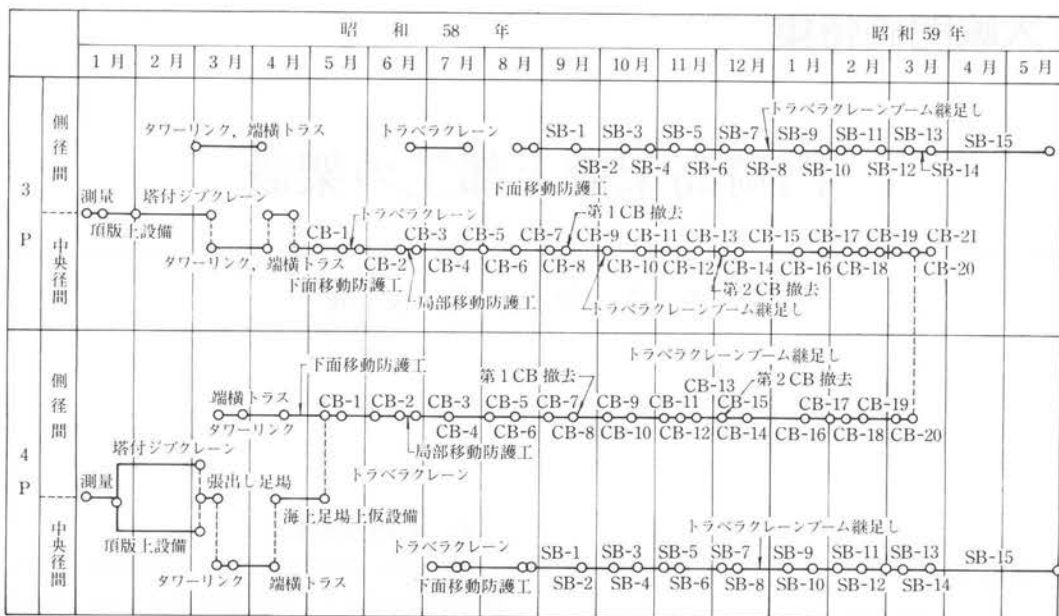 昭和 58 年
昭和 59 年
1月 2月 3月 4月 5月 6月 7月 8月 9月 10月 11月 12月 1月 2月 3月 4月 5月
3P
側径間
タワーリンク，端横トラス
トラベラクレーン
下面移動防護工
トラベラクレーンブーム継足し
SB-1 SB-3 SB-5 SB-7 SB-9 SB-11 SB-13 SB-15
SB-2 SB-4 SB-6 SB-8 SB-10 SB-12 SB-14
中央径間
測量
塔付ジブクレーン
頂版上設備
タワーリンク，端横トラス
トラベラクレーン
第1CB撤去
CB-1 CB-3 CB-5 CB-7 CB-9 CB-11 CB-13 CB-15 CB-17 CB-19 CB-21
CB-2 CB-4 CB-6 CB-8 CB-10 CB-12 CB-14 CB-16 CB-18 CB-20
下面移動防護工
局部移動防護工
第2CB撤去
トラベラクレーンブーム継足し
4P
側径間
下面移動防護工
トラベラクレーンブーム継足し
端横トラス
第1CB撤去
CB-13
第2CB撤去
CB-1 CB-2 CB-3 CB-5 CB-7 CB-9 CB-11 CB-15 CB-17 CB-19
タワーリンク
CB-4 CB-6 CB-8 CB-10 CB-12 CB-14 CB-16 CB-18 CB-20
局部移動防護工
塔付ジブクレーン
トラベラクレーン
測量
張出し足場
海上足場上仮設備
中央径間
頂版上設備
タワーリンク
端横トラス
トラベラクレーン
下面移動防護工
トラベラクレーンブーム継足し
SB-1 SB-3 SB-5 SB-7 SB-9 SB-11 SB-13 SB-15
SB-2 SB-4 SB-6 SB-8 SB-10 SB-12 SB-14